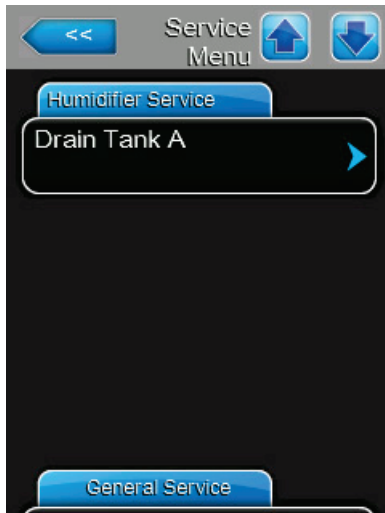 <<
Service
Menu
Humidifier Service
Drain Tank A
General Service